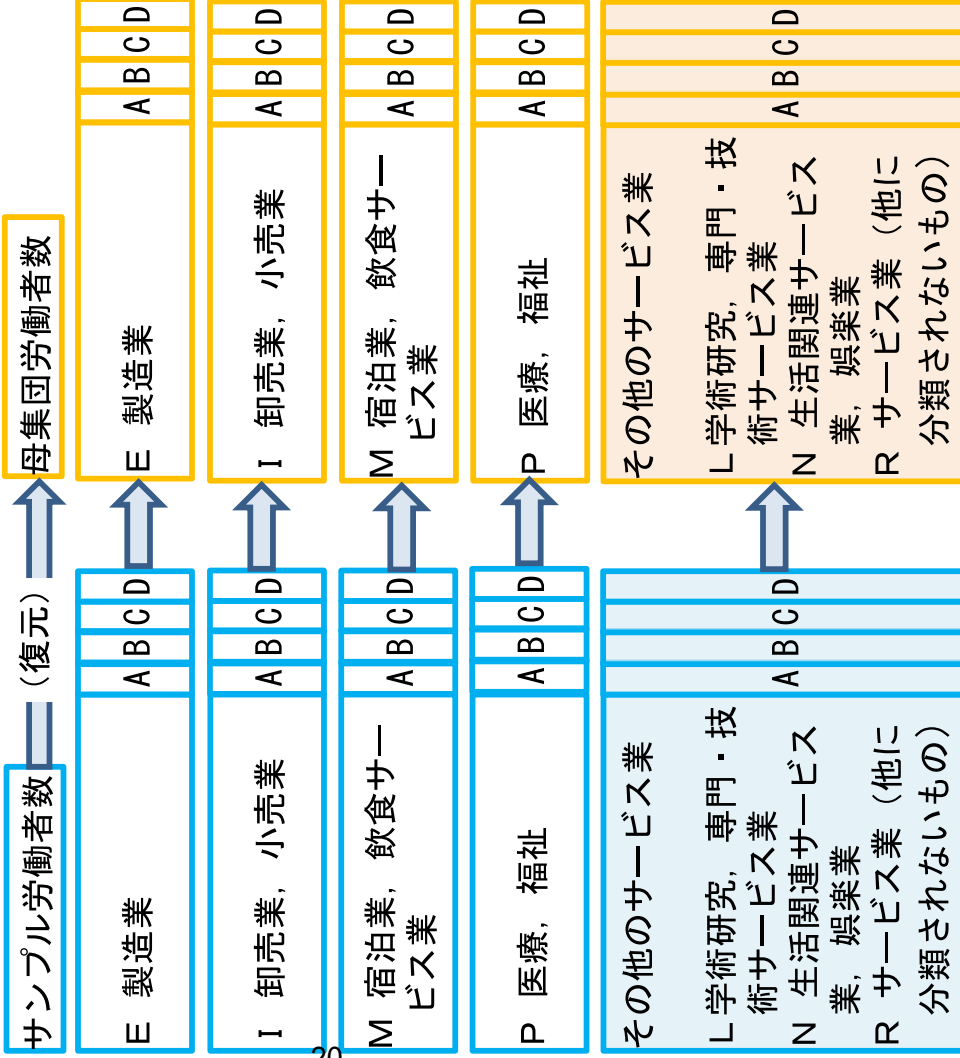 サンプル労働者数
（復元）
母集団労働者数
E 製造業
A B C D
E 製造業
A B C D
I 卸売業，小売業
A B C D
I 卸売業，小売業
A B C D
M 宿泊業，飲食サー
ビス業
A B C D
M 宿泊業，飲食サー
ビス業
A B C D
P 医療，福祉
A B C D
P 医療，福祉
A B C D
その他のサービス業
L 学術研究，専門・技
術サービス業
N 生活関連サービス
業，娯楽業
R サービス業（他に
分類されないもの）
A B C D
その他のサービス業
L 学術研究，専門・技
術サービス業
N 生活関連サービス
業，娯楽業
R サービス業（他に
分類されないもの）
A B C D
20